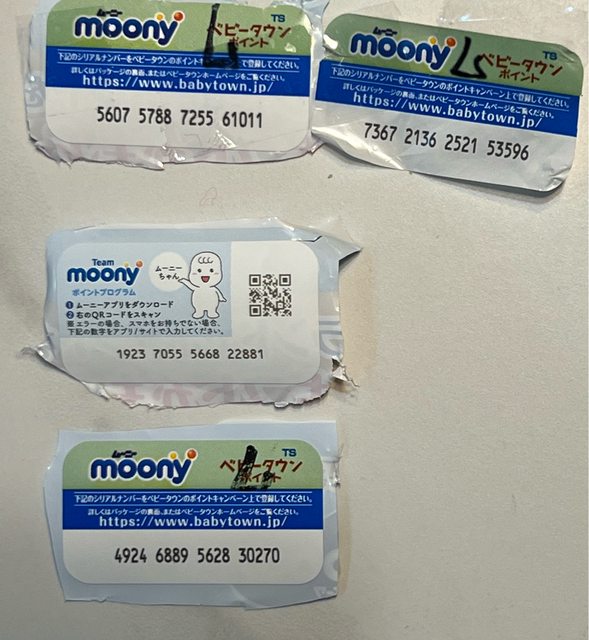 ムーニー
moony
TS
ベビータウン
ポイント
下記のシリアルナンバーをベビータウンのポイントキャンペーン上で登録してください。
詳しくはパッケージの裏面、またはベビータウンホームページをご覧ください。
https://www.babytown.jp/
5607 5788 7255 61011
ムーニー
moony
TS
ベビータウン
ポイント
下記のシリアルナンバーをベビータウンのポイントキャンペーン上で登録してください。
詳しくはパッケージの裏面、またはベビータウンホームページをご覧ください。
https://www.babytown.jp/
7367 2136 2521 53596
Team
moony
ポイントプログラム
ムーニー
ちゃん
❶ ムーニーアプリをダウンロード
❷ 右のQRコードをスキャン
※エラーの場合、スマホをお持ちでない場合、
下記の数字をアプリ/サイトで入力してください。
1923 7055 5668 22881
ムーニー
moony
TS
ベビータウン
ポイント
下記のシリアルナンバーをベビータウンのポイントキャンペーン上で登録してください。
詳しくはパッケージの裏面、またはベビータウンホームページをご覧ください。
https://www.babytown.jp/
4924 6889 5628 30270